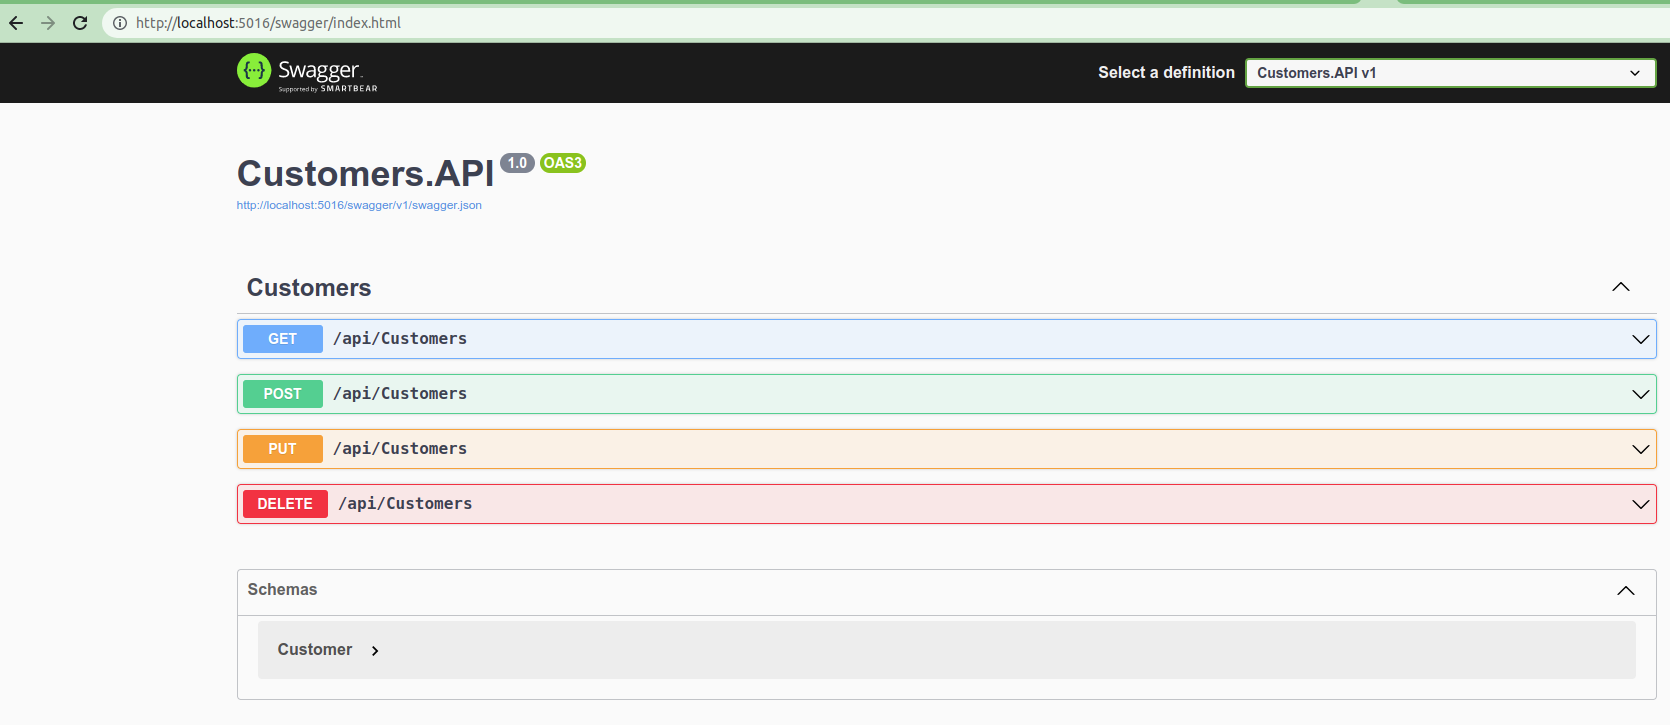 http://localhost:5016/swagger/index.html
{···} Swagger. Select a definition Customers.API v1
Supported by SMARTBEAR
Customers.API 1.0 OAS3
http://localhost:5016/swagger/v1/swagger.json
Customers
GET /api/Customers
POST /api/Customers
PUT /api/Customers
DELETE /api/Customers
Schemas
Customer